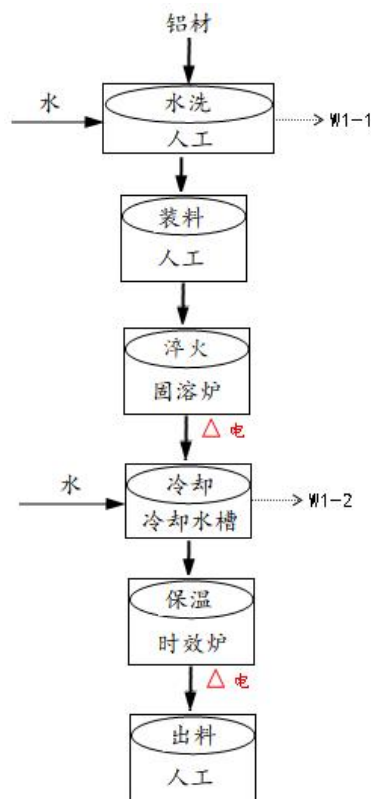 铝材
水
水洗
人工
W1-1
装料
人工
淬火
固溶炉
△ 电
水
冷却
冷却水槽
W1-2
保温
时效炉
△ 电
出料
人工